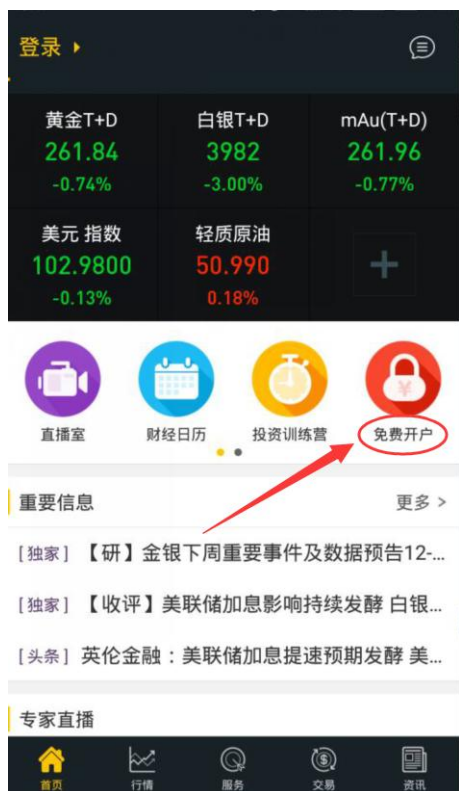 登录
黄金T+D 白银T+D mAu(T+D)
261.84 3982 261.96
-0.74% -3.00% -0.77%
美元 指数 轻质原油
102.9800 50.990
-0.13% 0.18%
直播室 财经日历 投资训练营 免费开户
重要信息 更多 >
[独家] 【研】金银下周重要事件及数据预告12-...
[独家] 【收评】美联储加息影响持续发酵 白银...
[头条] 英伦金融：美联储加息提速预期发酵 美...
专家直播
首页 行情 服务 交易 资讯